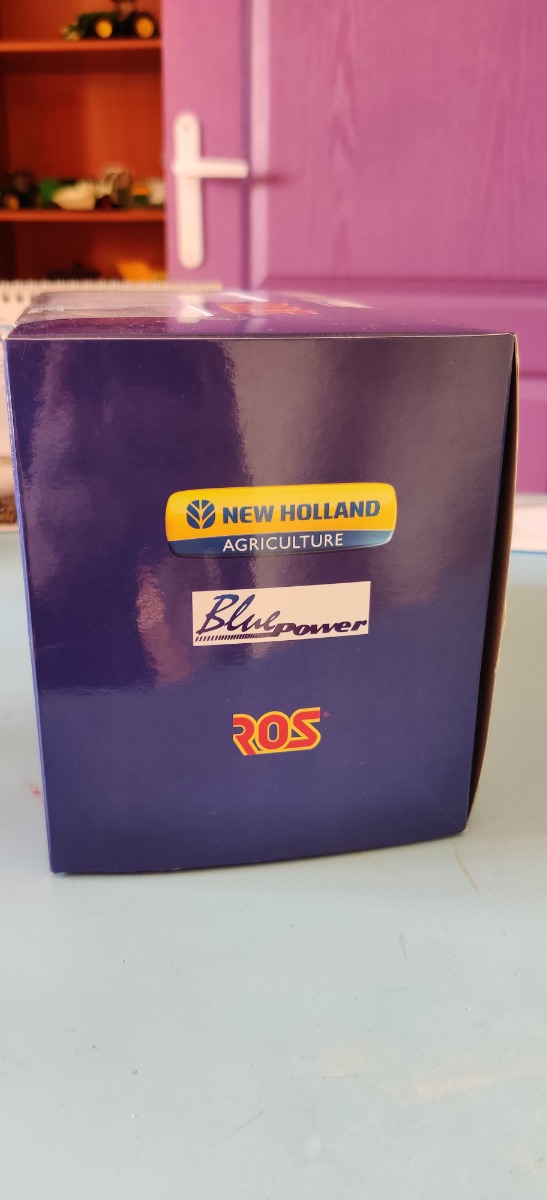 NEW HOLLAND
AGRICULTURE
Blue Power
ROS®